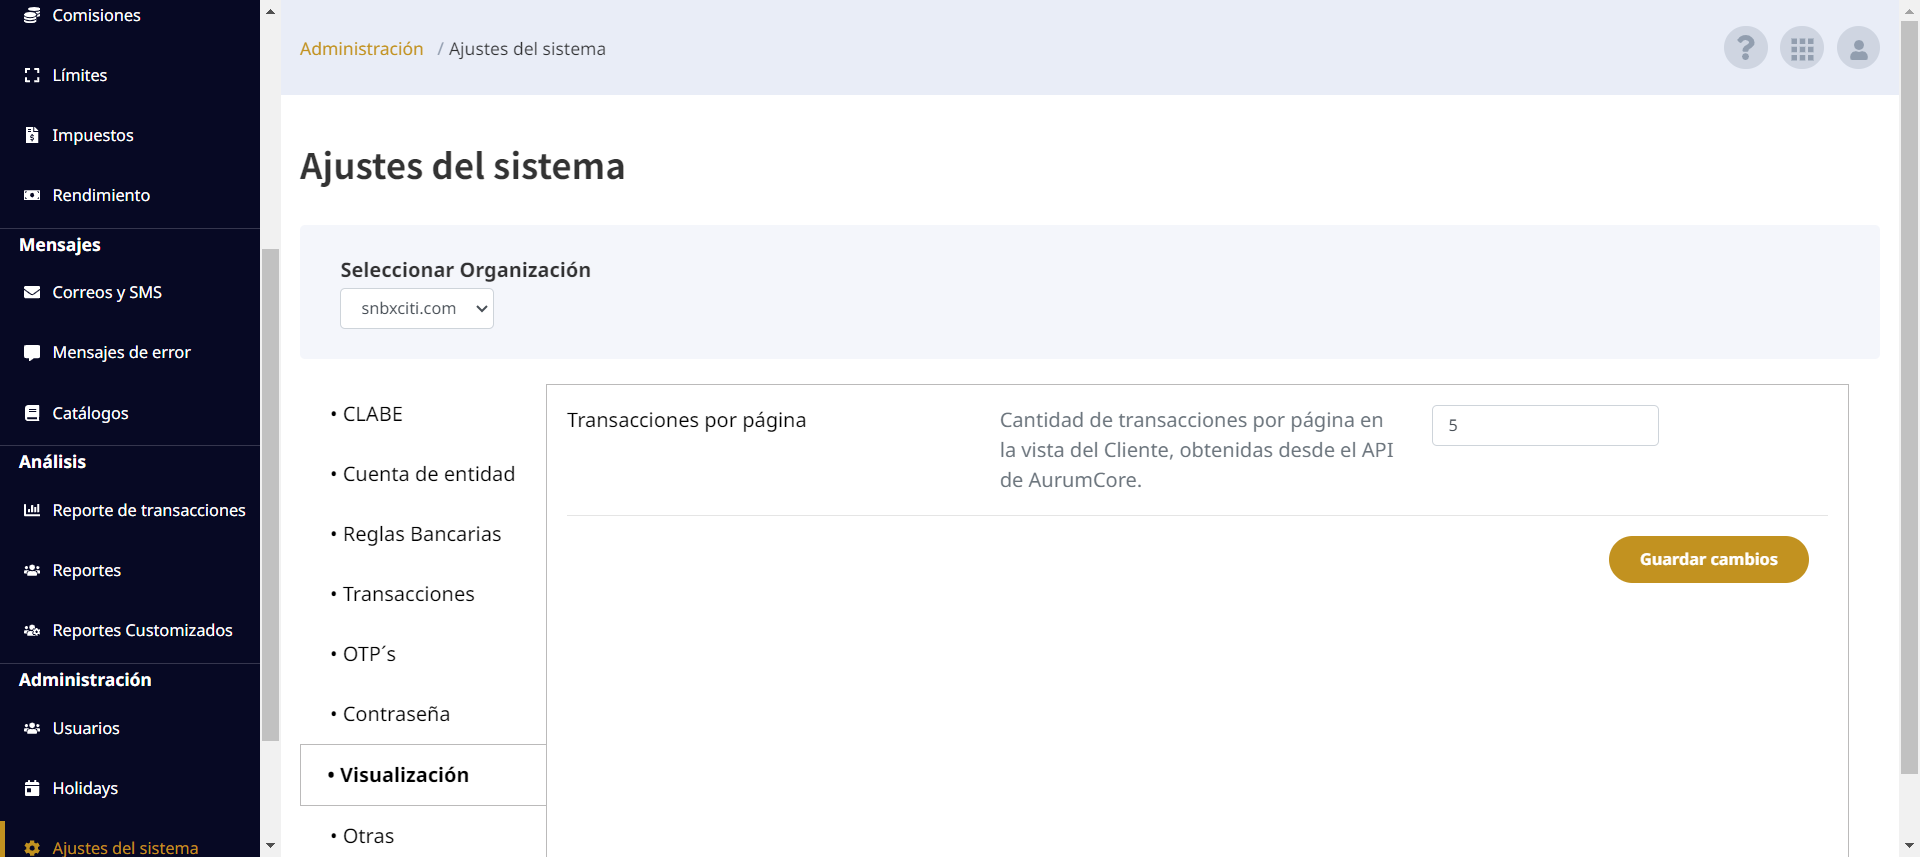 Comisiones
Límites
Impuestos
Rendimiento
Mensajes
Correos y SMS
Mensajes de error
Catálogos
Análisis
Reporte de transacciones
Reportes
Reportes Customizados
Administración
Usuarios
Holidays
Ajustes del sistema
Administración / Ajustes del sistema
Ajustes del sistema
Seleccionar Organización
snbxciti.com
• CLABE
• Cuenta de entidad
• Reglas Bancarias
• Transacciones
• OTP´s
• Contraseña
• Visualización
• Otras
Transacciones por página
Cantidad de transacciones por página en
la vista del Cliente, obtenidas desde el API
de AurumCore.
5
Guardar cambios